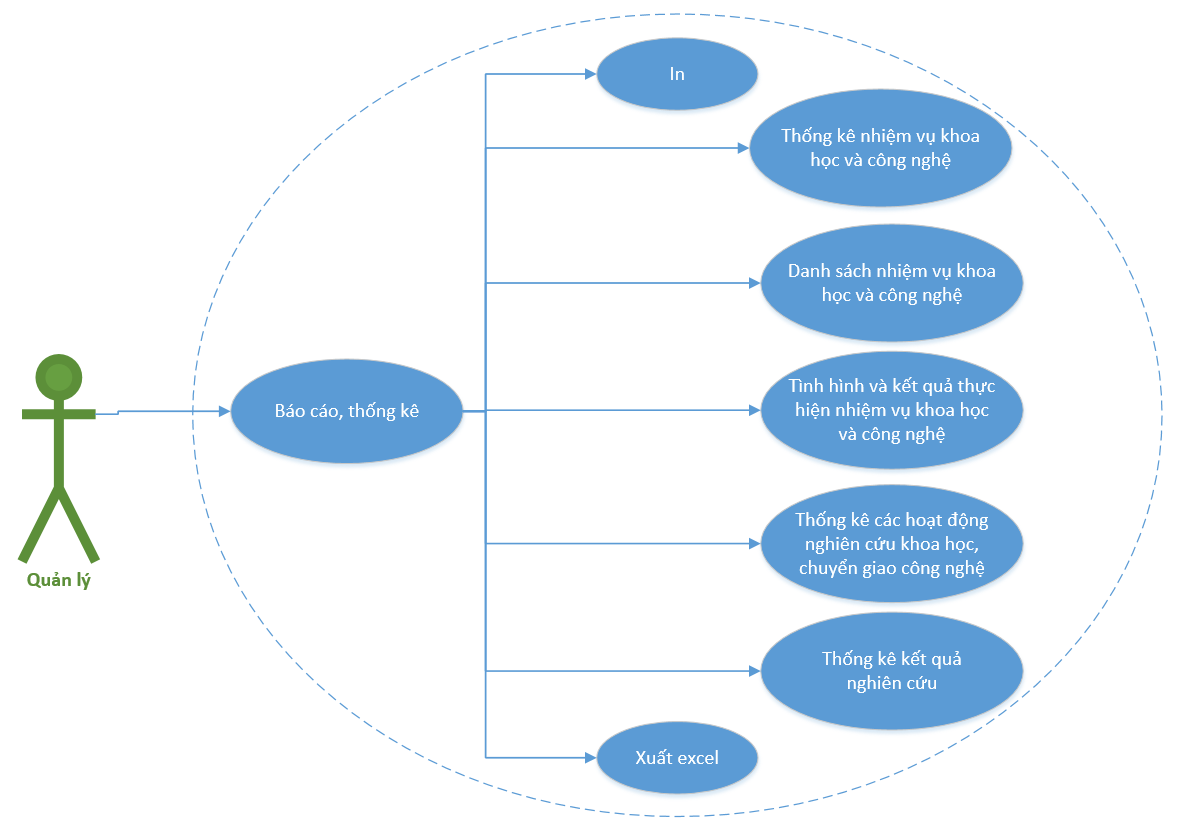 In
Thống kê nhiệm vụ khoa
học và công nghệ
Danh sách nhiệm vụ khoa
học và công nghệ
Tình hình và kết quả thực
hiện nhiệm vụ khoa học
và công nghệ
Báo cáo, thống kê
Thống kê các hoạt động
nghiên cứu khoa học,
chuyển giao công nghệ
Quản lý
Thống kê kết quả
nghiên cứu
Xuất excel